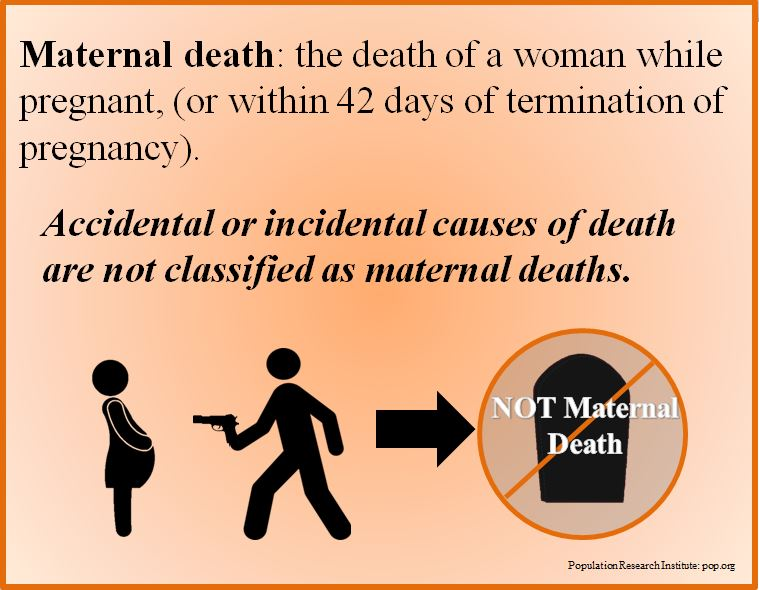 Maternal death: the death of a woman while
pregnant, (or within 42 days of termination of
pregnancy).
Accidental or incidental causes of death
are not classified as maternal deaths.
NOT Maternal
Death
Population Research Institute: pop.org